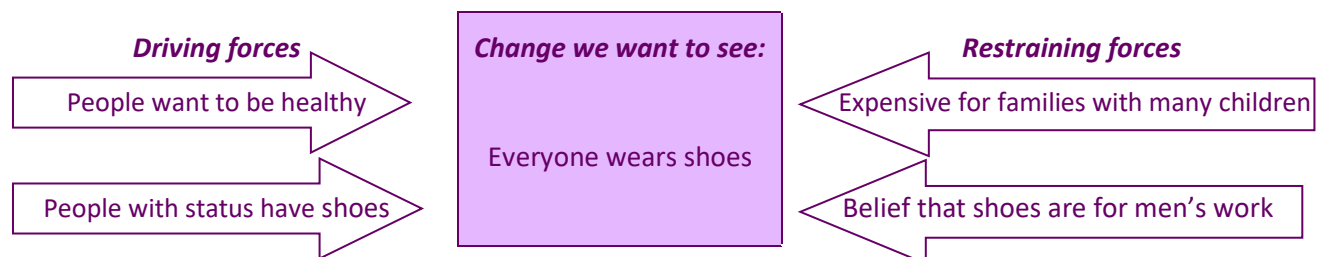 Driving forces
Change we want to see:
Restraining forces
People want to be healthy
Expensive for families with many children
Everyone wears shoes
People with status have shoes
Belief that shoes are for men’s work